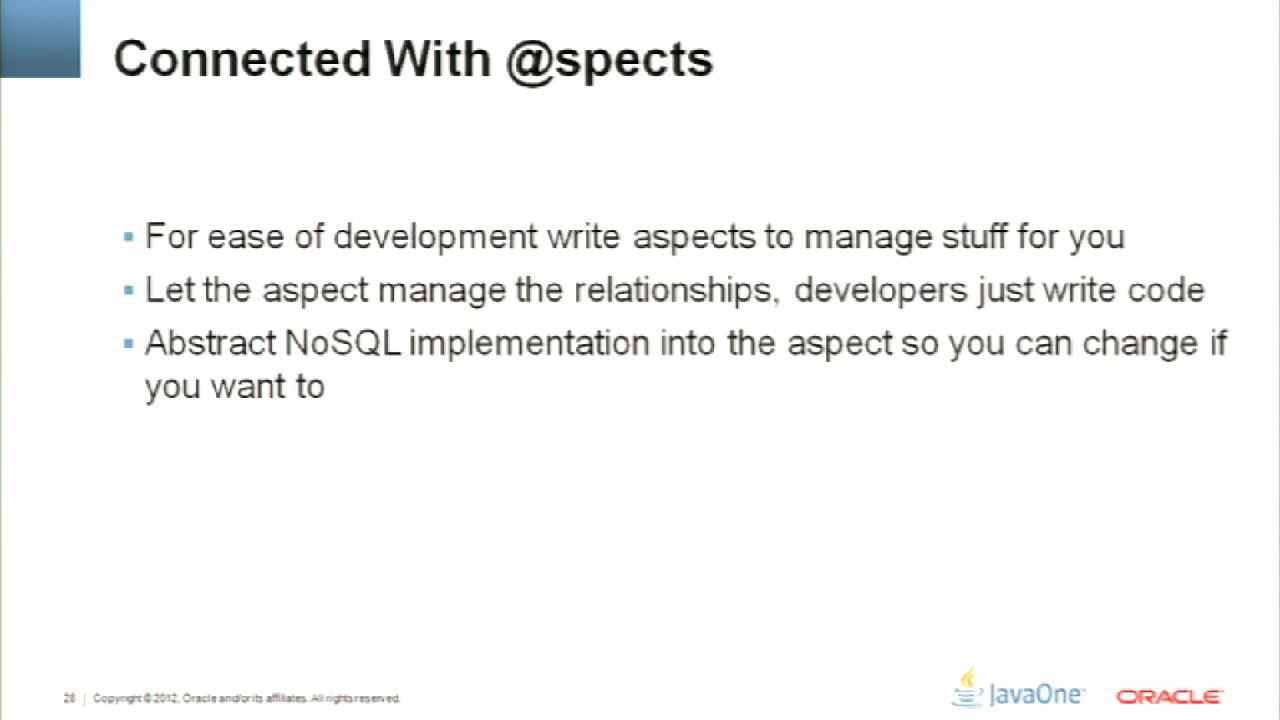 Connected With @spects
For ease of development write aspects to manage stuff for you
Let the aspect manage the relationships, developers just write code
Abstract NoSQL implementation into the aspect so you can change if
you want to
28 | Copyright © 2012, Oracle and/or its affiliates. All rights reserved.
JavaOne™
ORACLE®